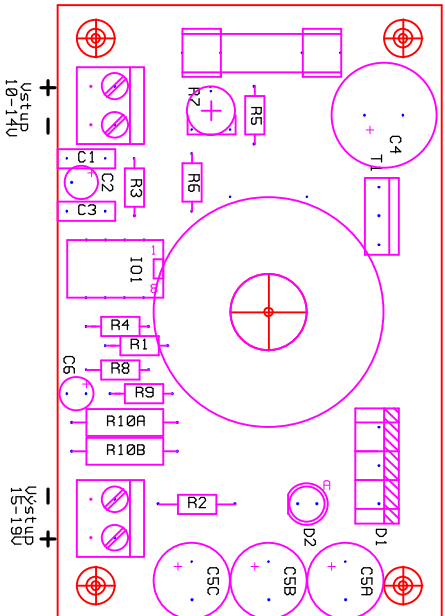 R7
R5
C4
T1
+
-
Vstup
10-14V
C1
C2
C3
R3
R6
1
IO1
8
R4
R1
R8
C6
R9
R10A
R10B
-
+
Vystup
15-19V
R2
A
D2
D1
C5C
C5B
C5A